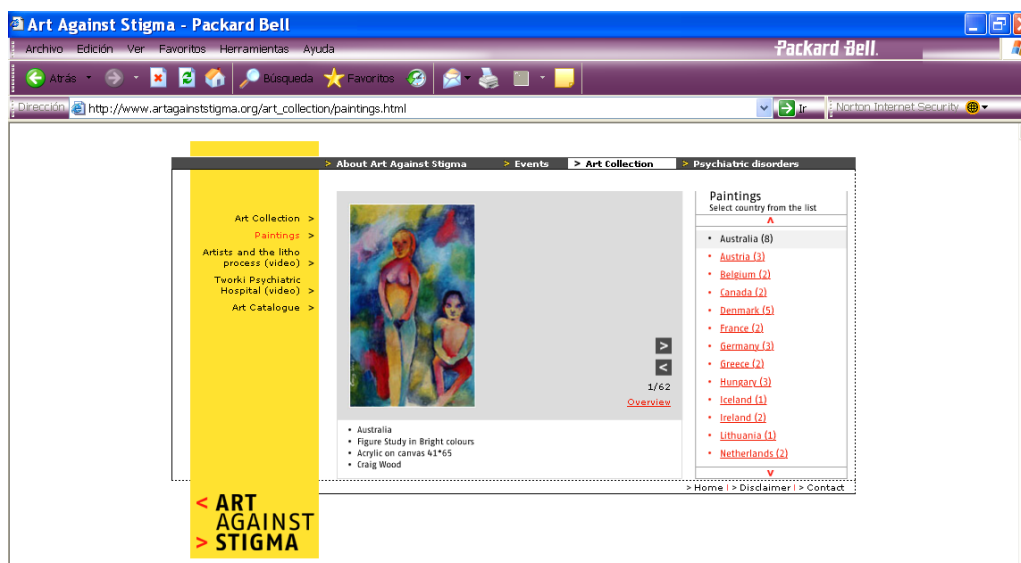 Art Against Stigma - Packard Bell
Archivo Edición Ver Favoritos Herramientas Ayuda
Packard Bell.
Atrás Búsqueda Favoritos
Dirección http://www.artagainststigma.org/art_collection/paintings.html Ir Norton Internet Security
> About Art Against Stigma > Events > Art Collection > Psychiatric disorders
Art Collection >
Paintings >
Artists and the litho
process (video) >
Tworki Psychiatric
Hospital (video) >
Art Catalogue >
>
<
1/62
Overview
• Australia
• Figure Study in Bright colours
• Acrylic on canvas 41*65
• Craig Wood
Paintings
Select country from the list
• Australia (8)
• Austria (3)
• Belgium (2)
• Canada (2)
• Denmark (5)
• France (2)
• Germany (3)
• Greece (2)
• Hungary (3)
• Iceland (1)
• Ireland (2)
• Lithuania (1)
• Netherlands (2)
> Home | > Disclaimer | > Contact
< ART
AGAINST
> STIGMA